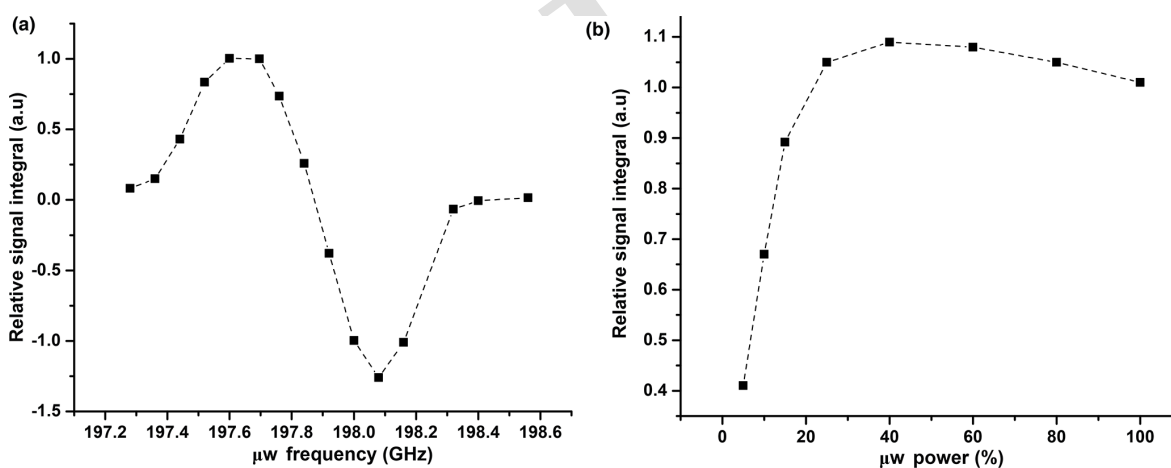 (a)
Relative signal integral (a.u)
1.0
0.5
0.0
-0.5
-1.0
-1.5
197.2 197.4 197.6 197.8 198.0 198.2 198.4 198.6
μw frequency (GHz)
(b)
Relative signal integral (a.u)
1.1
1.0
0.9
0.8
0.7
0.6
0.5
0.4
0 20 40 60 80 100
μw power (%)